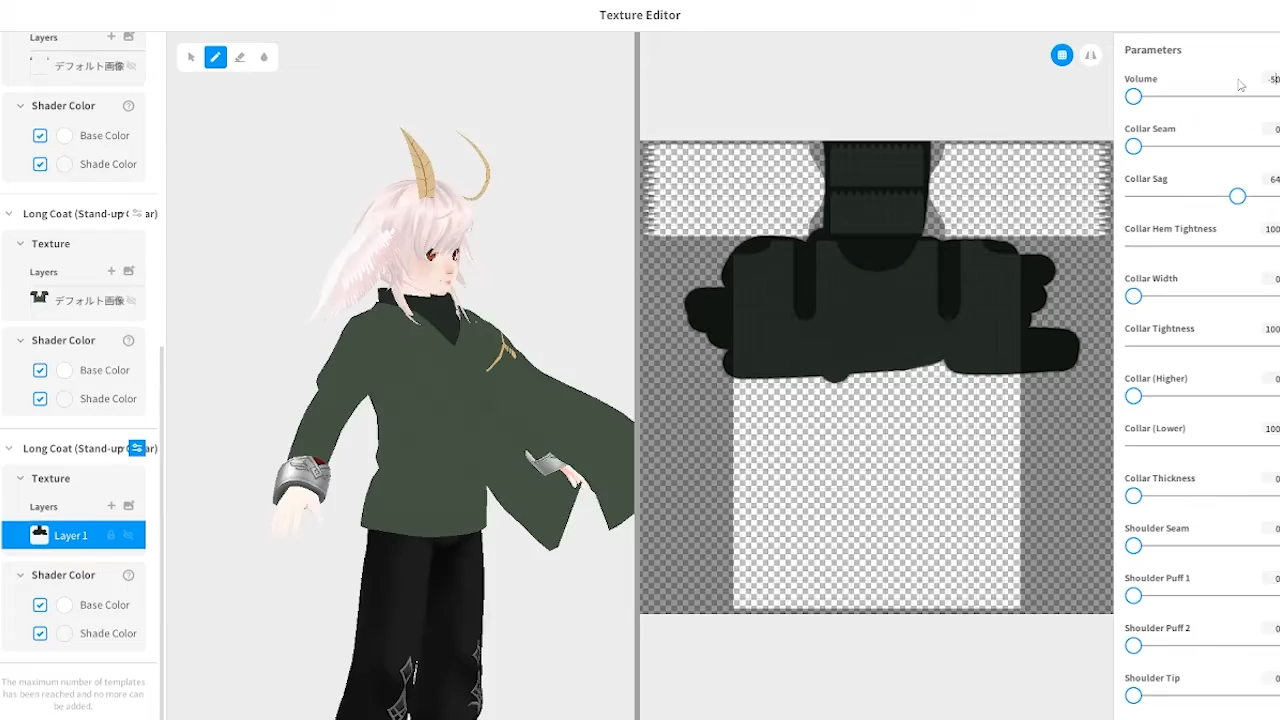 Texture Editor
Layers
デフォルト画像
Shader Color
Base Color
Shade Color
Long Coat (Stand-up ar)
Texture
Layers
デフォルト画像
Shader Color
Base Color
Shade Color
Long Coat (Stand-up ar)
Texture
Layers
Layer 1
Shader Color
Base Color
Shade Color
The maximum number of templates
has been reached and no more can
be added.
Parameters
Volume -50
Collar Seam 0
Collar Sag 64
Collar Hem Tightness 100
Collar Width 0
Collar Tightness 100
Collar (Higher) 0
Collar (Lower) 100
Collar Thickness 0
Shoulder Seam 0
Shoulder Puff 1 0
Shoulder Puff 2 0
Shoulder Tip 0